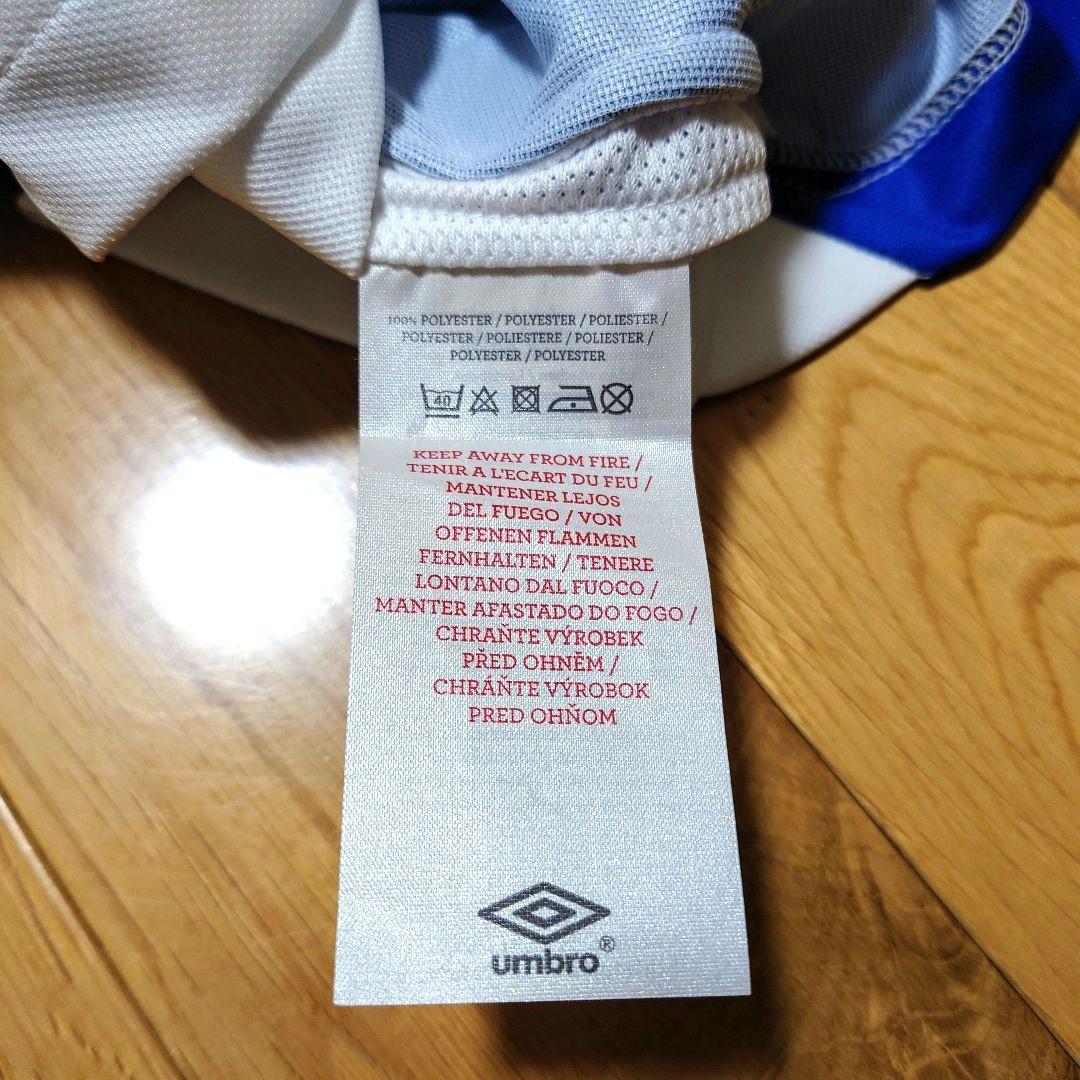 100% POLYESTER / POLYESTER / POLIESTER /
POLYESTER / POLIESTERE / POLIESTER /
POLYESTER / POLYESTER
40
KEEP AWAY FROM FIRE /
TENIR A L'ECART DU FEU /
MANTENER LEJOS
DEL FUEGO / VON
OFFENEN FLAMMEN
FERNHALTEN / TENERE
LONTANO DAL FUOCO /
MANTER AFASTADO DO FOGO /
CHRAŇTE VÝROBEK
PŘED OHNĚM /
CHRÁŇTE VÝROBOK
PRED OHŇOM
umbro®